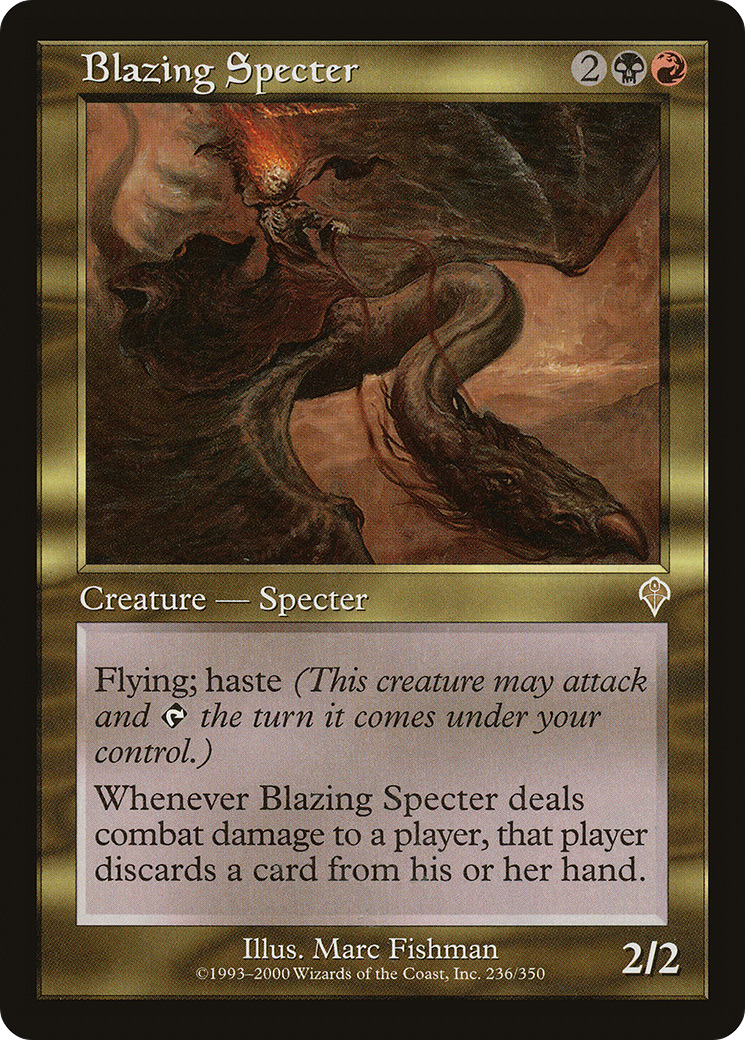 Blazing Specter 2
Creature — Specter
Flying; haste (This creature may attack
and the turn it comes under your
control.)
Whenever Blazing Specter deals
combat damage to a player, that player
discards a card from his or her hand.
Illus. Marc Fishman
©1993–2000 Wizards of the Coast, Inc. 236/350
2/2